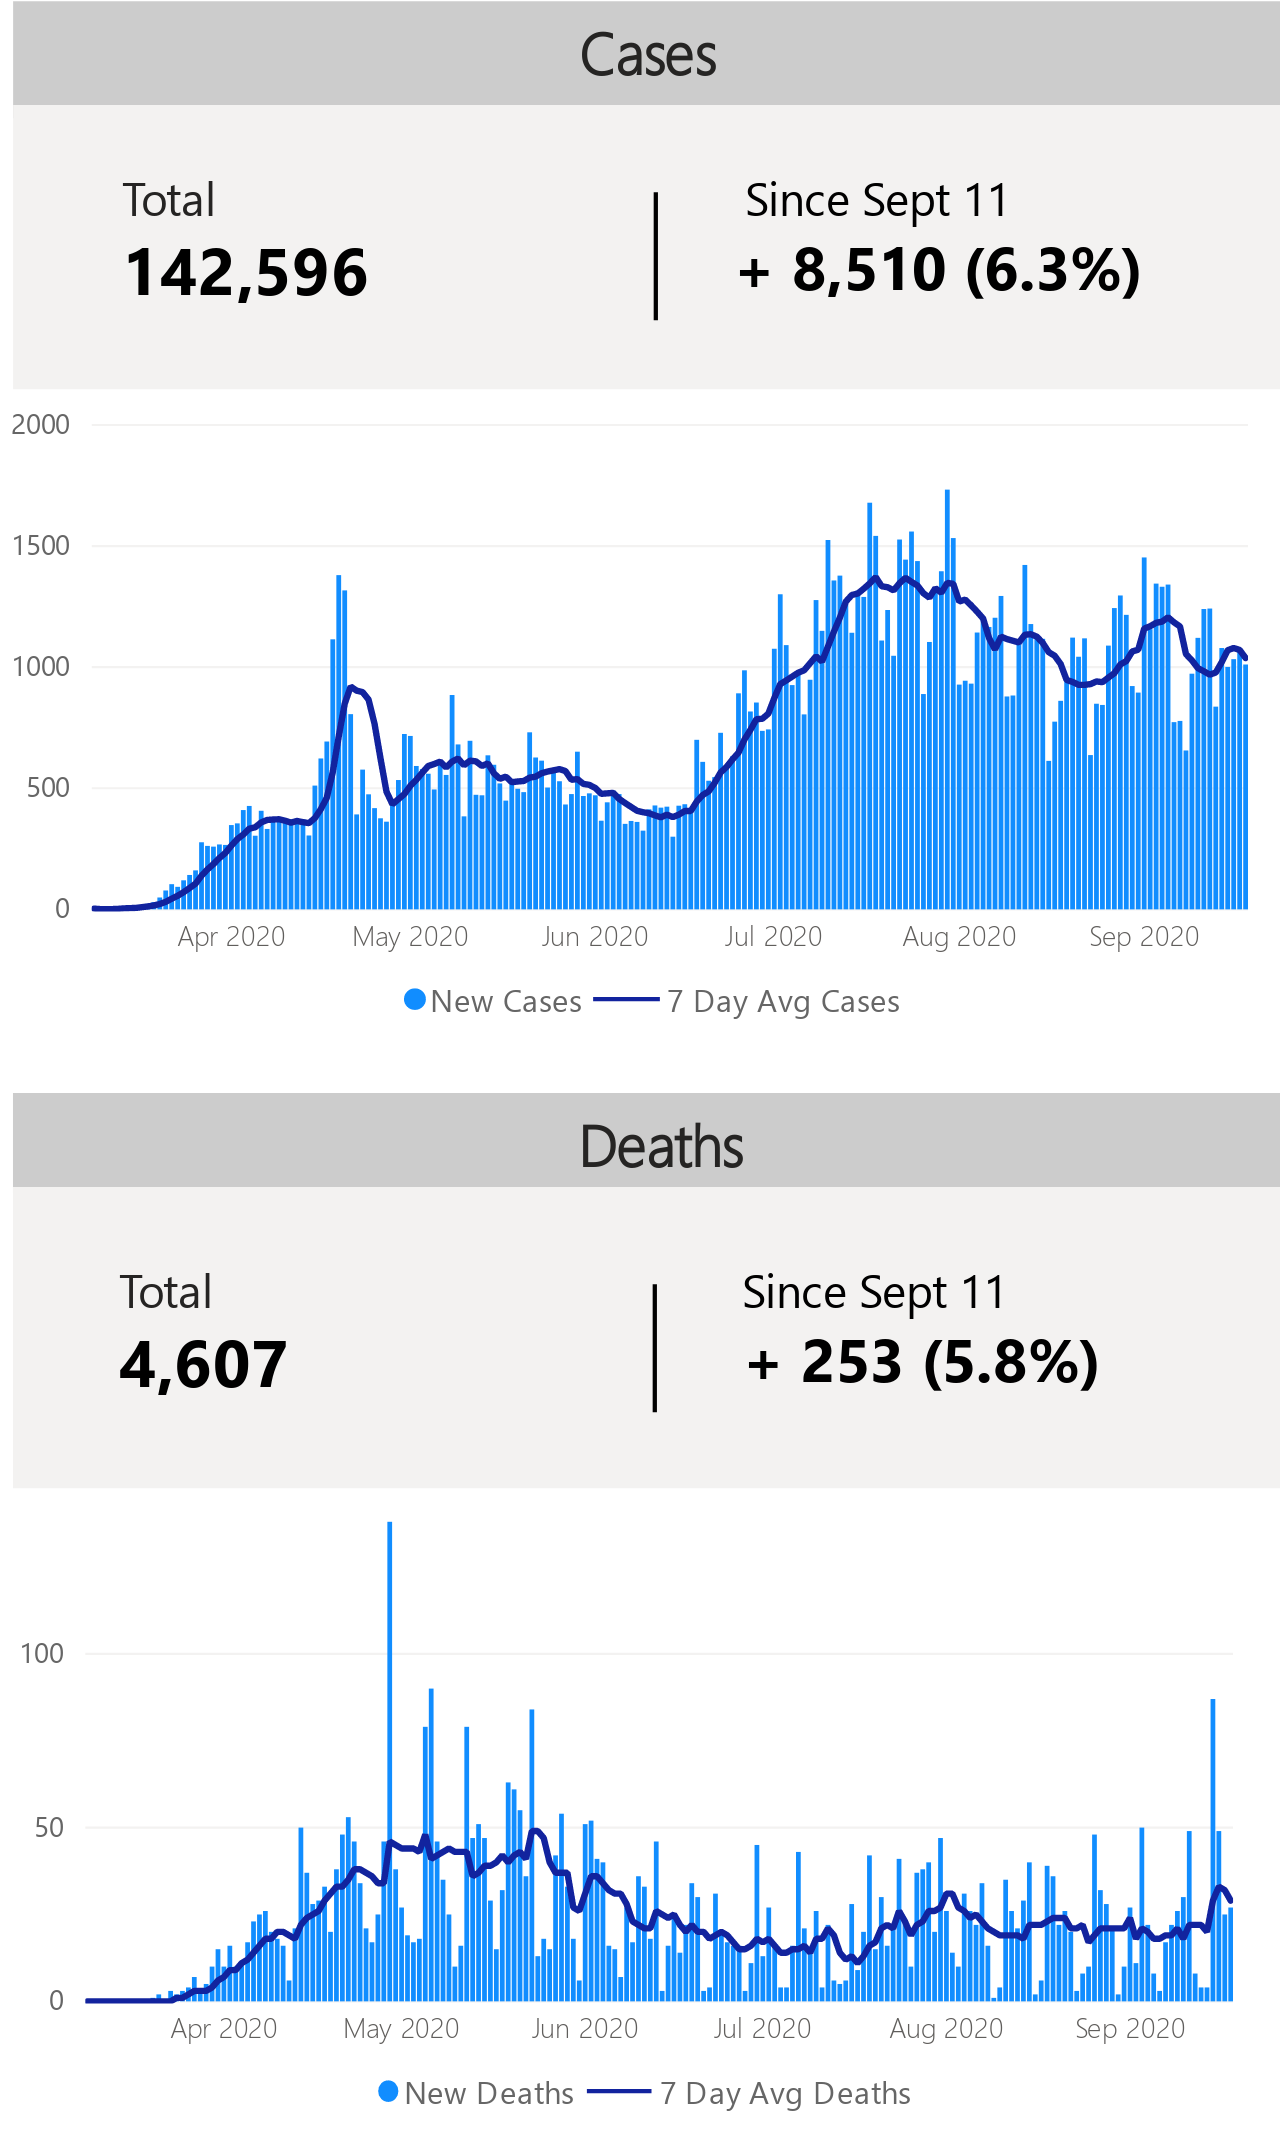 Cases
Total
Since Sept 11
142,596
+ 8,510 (6.3%)
2000
1500
1000
500
0
Apr 2020 May 2020 Jun 2020 Jul 2020 Aug 2020 Sep 2020
New Cases 7 Day Avg Cases
Deaths
Total
Since Sept 11
4,607
+ 253 (5.8%)
100
50
0
Apr 2020 May 2020 Jun 2020 Jul 2020 Aug 2020 Sep 2020
New Deaths 7 Day Avg Deaths